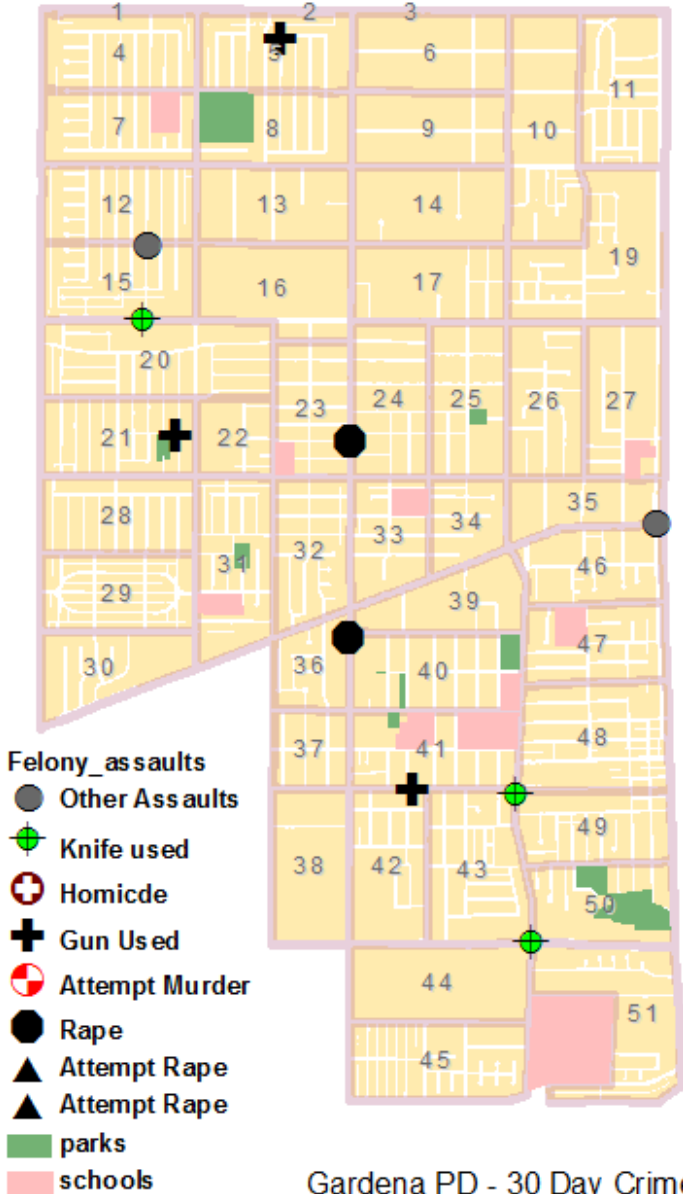 1 2 3
4 5 6
11
7 8 9 10
12 13 14
19
15 16 17
20
23 24 25 26 27
21 22
35
28 33 34
32
31 46
29 39
47
30 36 40
37 41 48
49
38 42 43
50
44
51
45
Felony_assaults
Other Assaults
Knife used
Homicde
Gun Used
Attempt Murder
Rape
Attempt Rape
Attempt Rape
parks
schools
Gardena PD - 30 Day Crime